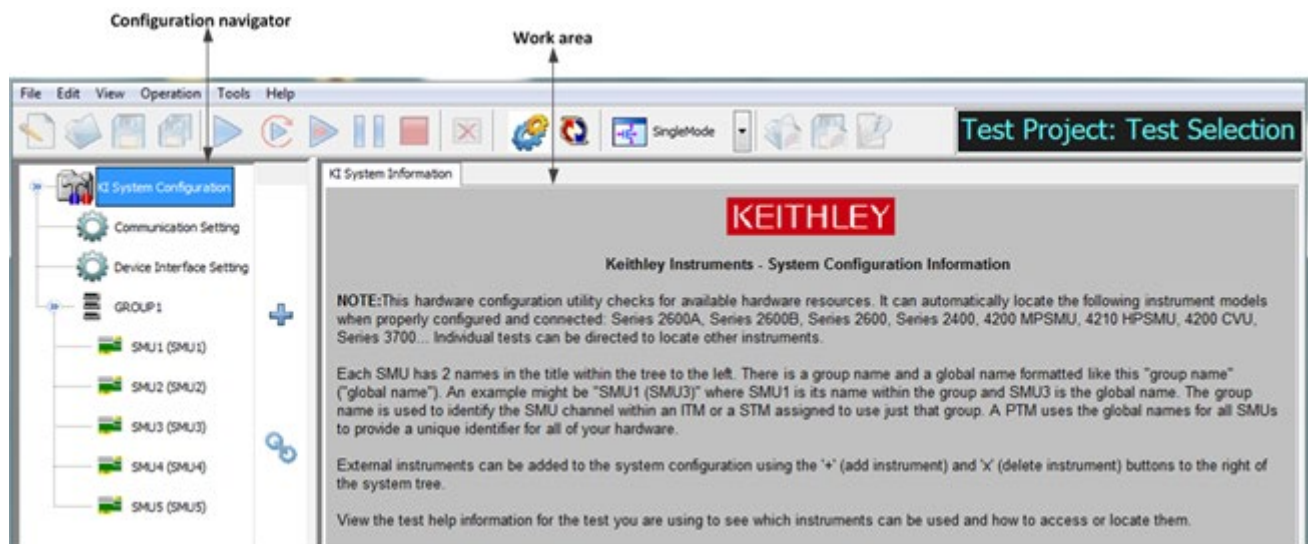 Configuration navigator
Work area
File Edit View Operation Tools Help
SingleMode
Test Project: Test Selection
KI System Configuration
Communication Setting
Device Interface Setting
GROUP1
SMU1 (SMU1)
SMU2 (SMU2)
SMU3 (SMU3)
SMU4 (SMU4)
SMU5 (SMU5)
KI System Information
KEITHLEY
Keithley Instruments - System Configuration Information
NOTE:This hardware configuration utility checks for available hardware resources. It can automatically locate the following instrument models
when properly configured and connected: Series 2600A, Series 2600B, Series 2600, Series 2400, 4200 MPSMU, 4210 HPSMU, 4200 CVU,
Series 3700... Individual tests can be directed to locate other instruments.
Each SMU has 2 names in the title within the tree to the left. There is a group name and a global name formatted like this "group name"
("global name"). An example might be "SMU1 (SMU3)" where SMU1 is its name within the group and SMU3 is the global name. The group
name is used to identify the SMU channel within an ITM or a STM assigned to use just that group. A PTM uses the global names for all SMUs
to provide a unique identifier for all of your hardware.
External instruments can be added to the system configuration using the '+' (add instrument) and 'x' (delete instrument) buttons to the right of
the system tree.
View the test help information for the test you are using to see which instruments can be used and how to access or locate them.